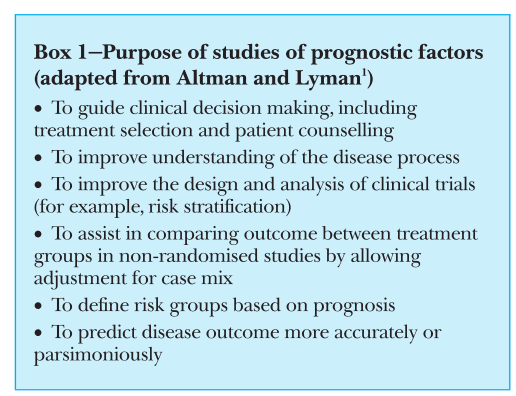 Box 1–Purpose of studies of prognostic factors
(adapted from Altman and Lyman¹)
• To guide clinical decision making, including
treatment selection and patient counselling
• To improve understanding of the disease process
• To improve the design and analysis of clinical trials
(for example, risk stratification)
• To assist in comparing outcome between treatment
groups in non-randomised studies by allowing
adjustment for case mix
• To define risk groups based on prognosis
• To predict disease outcome more accurately or
parsimoniously